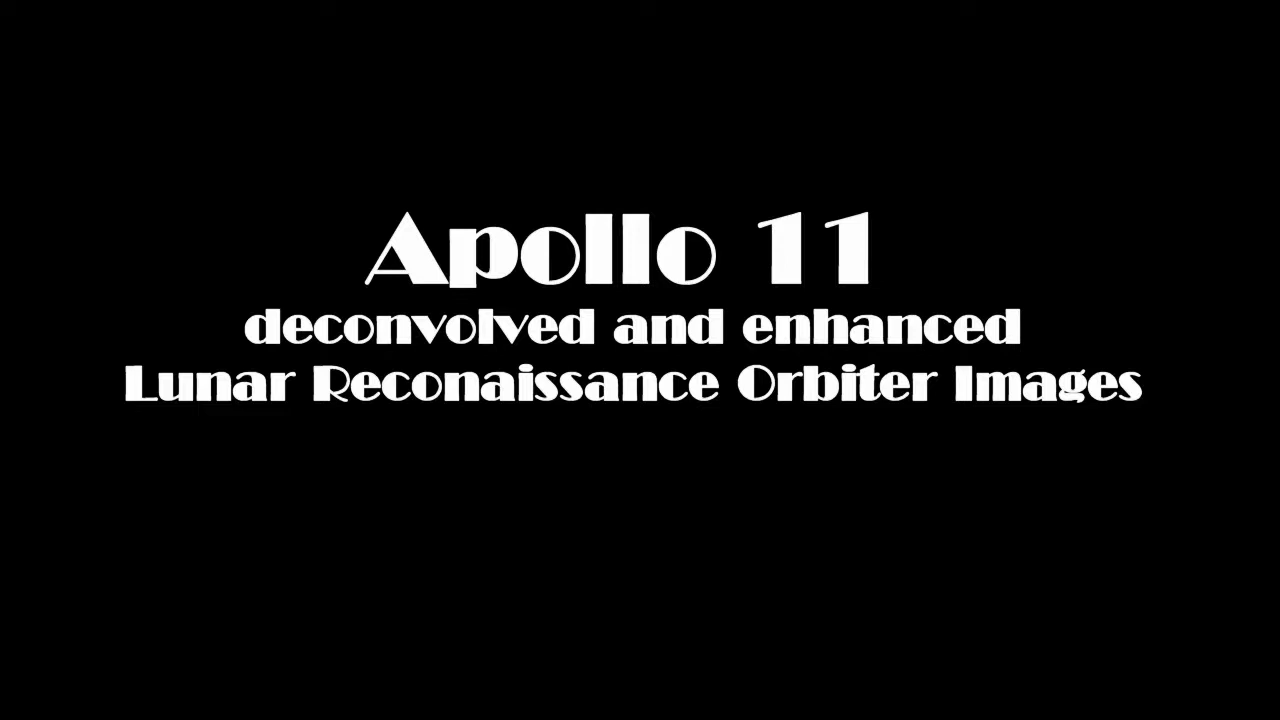 Apollo 11
deconvolved and enhanced
Lunar Reconaissance Orbiter Images